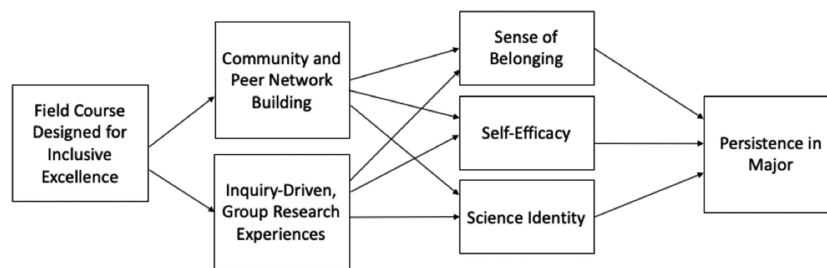 Field Course
Designed for
Inclusive
Excellence
Community and
Peer Network
Building
Inquiry-Driven,
Group Research
Experiences
Sense of
Belonging
Self-Efficacy
Science Identity
Persistence in
Major